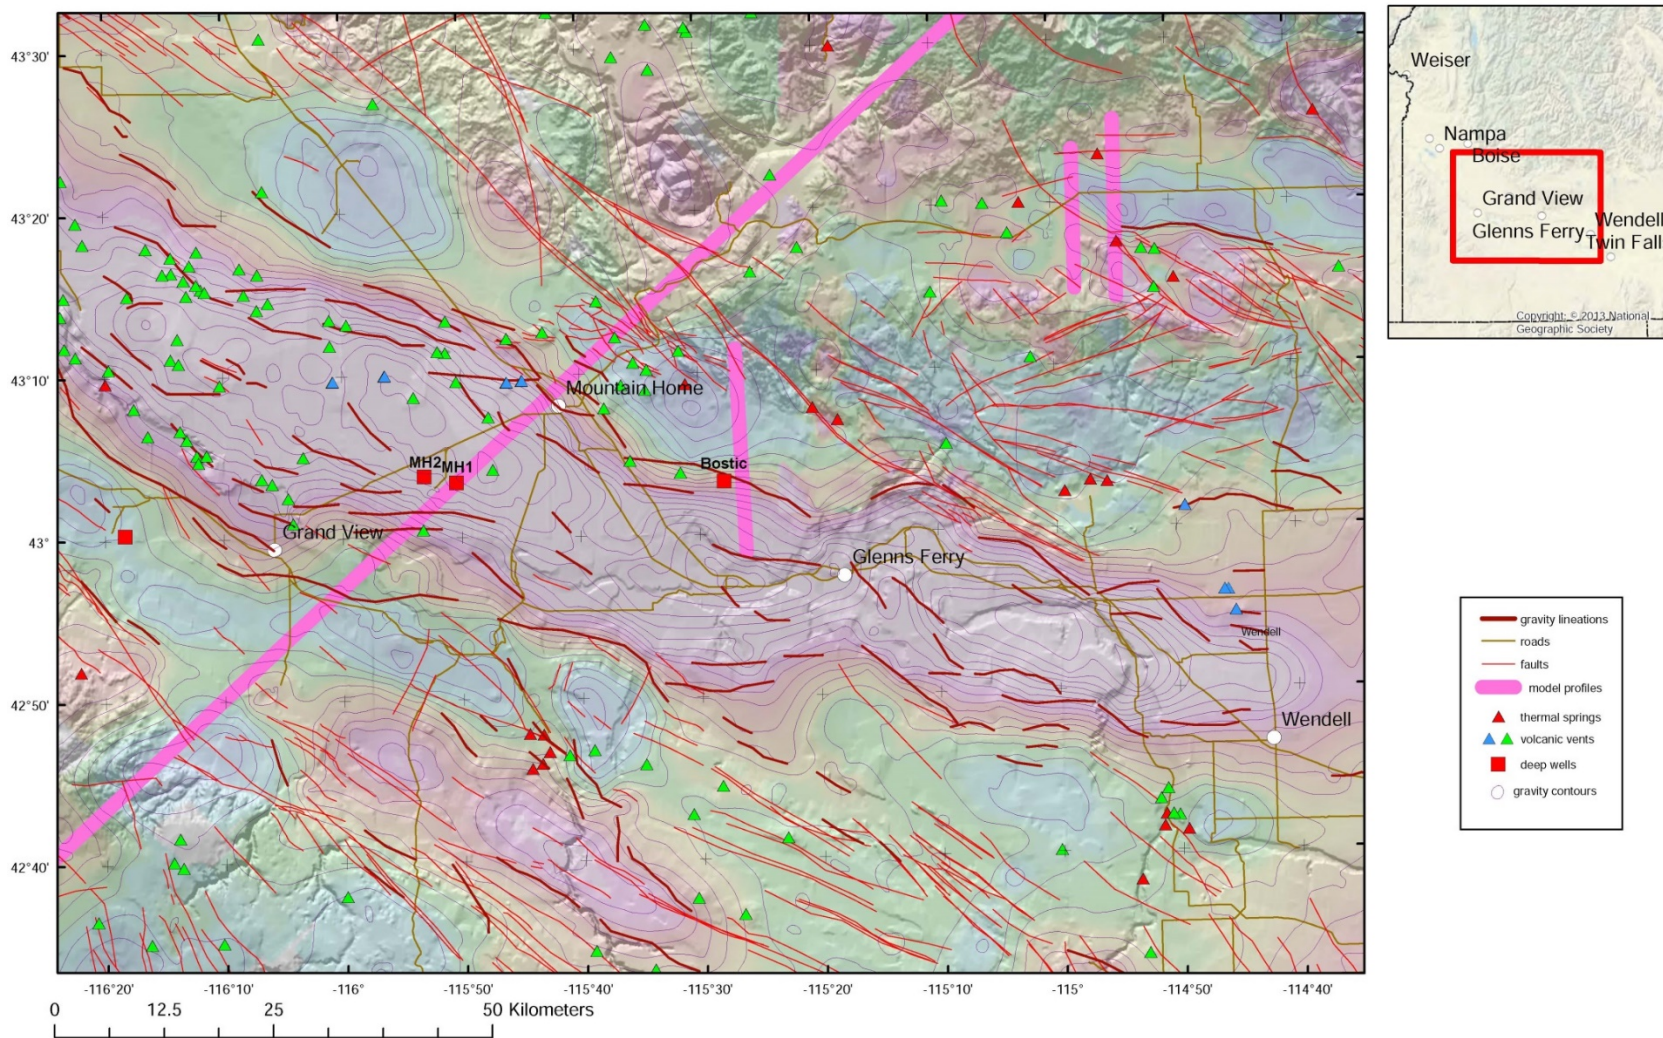 43°30'
43°20'
43°10'
43°
42°50'
42°40'
Mountain Home
MH2
MH1
Bostic
Grand View
Glenns Ferry
Wendell
Wendell
-116°20'
-116°10'
-116°
-115°50'
-115°40'
-115°30'
-115°20'
-115°10'
-115°
-114°50'
-114°40'
0
12.5
25
50 Kilometers
Weiser
Nampa
Boise
Grand View
Glenns Ferry
Wendell
Twin Fall
Copyright: © 2013 National
Geographic Society
gravity lineations
roads
faults
model profiles
thermal springs
volcanic vents
deep wells
gravity contours